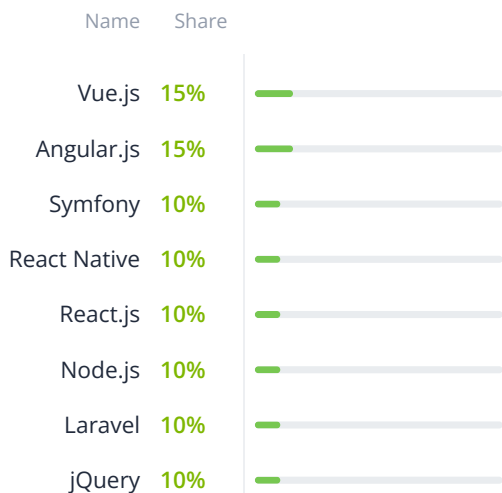 Name Share
Vue.js 15%
Angular.js 15%
Symfony 10%
React Native 10%
React.js 10%
Node.js 10%
Laravel 10%
jQuery 10%